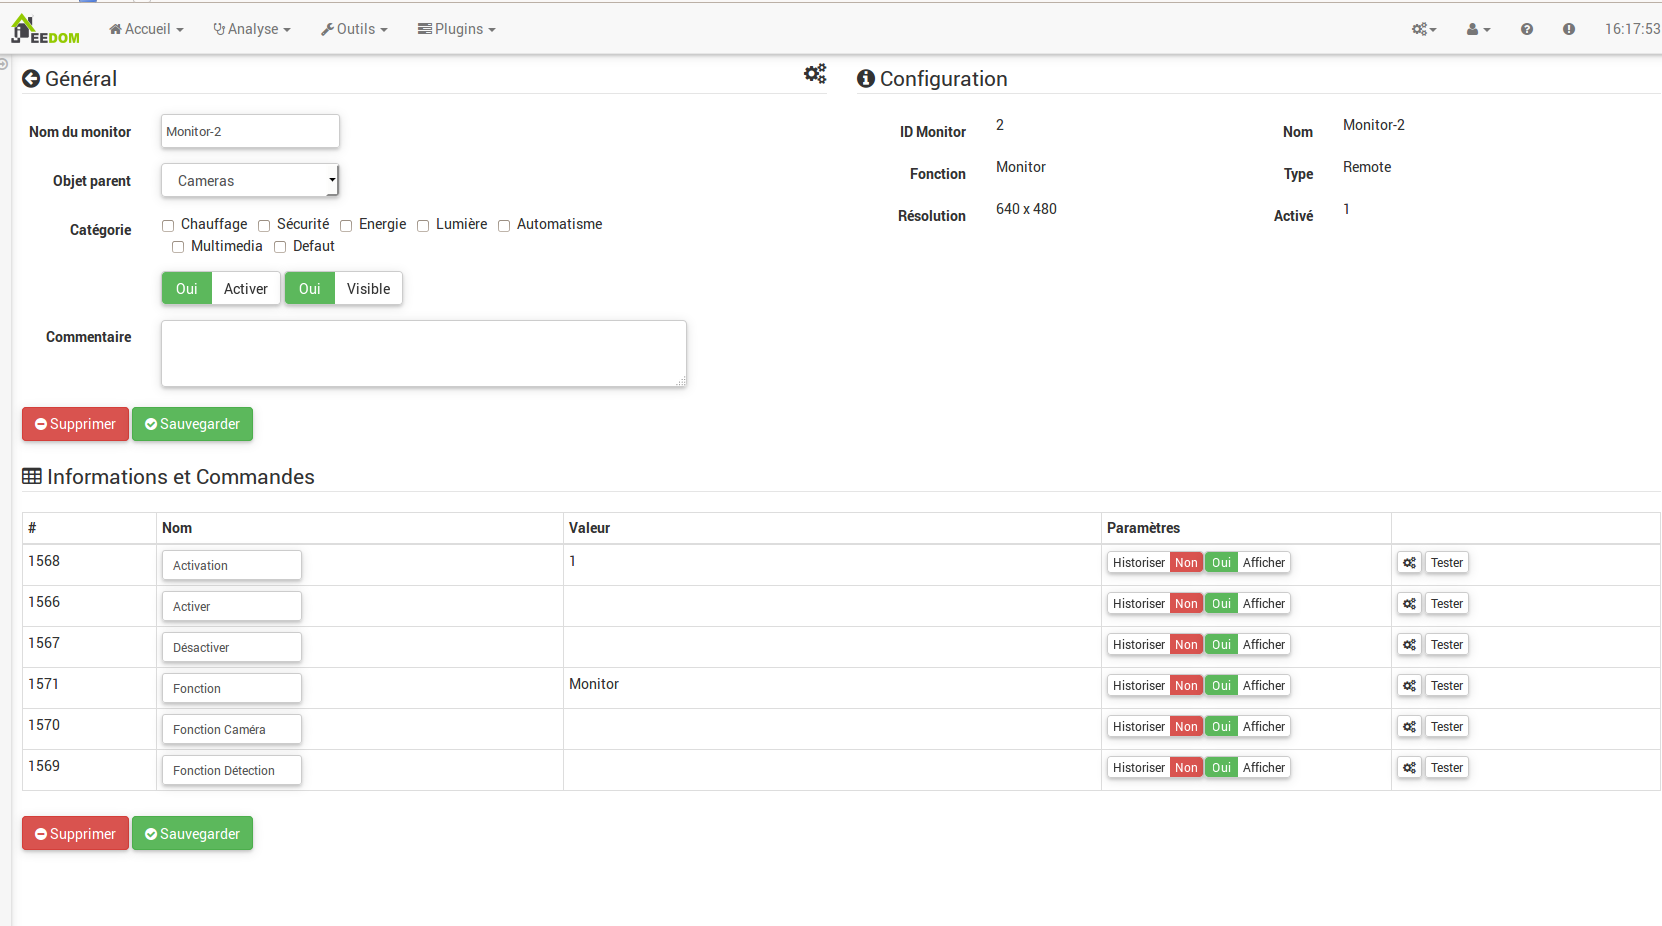 JEEDOM Accueil Analyse Outils Plugins 16:17:53
Général
Configuration
Nom du monitor Monitor-2
ID Monitor 2 Nom Monitor-2
Objet parent Cameras
Fonction Monitor Type Remote
Résolution 640 x 480 Activé 1
Catégorie Chauffage Sécurité Energie Lumière Automatisme
Multimedia Defaut
Oui Activer Oui Visible
Commentaire
Supprimer Sauvegarder
Informations et Commandes
# Nom Valeur Paramètres
1568 Activation 1 Historiser Non Oui Afficher Tester
1566 Activer Historiser Non Oui Afficher Tester
1567 Désactiver Historiser Non Oui Afficher Tester
1571 Fonction Monitor Historiser Non Oui Afficher Tester
1570 Fonction Caméra Historiser Non Oui Afficher Tester
1569 Fonction Détection Historiser Non Oui Afficher Tester
Supprimer Sauvegarder